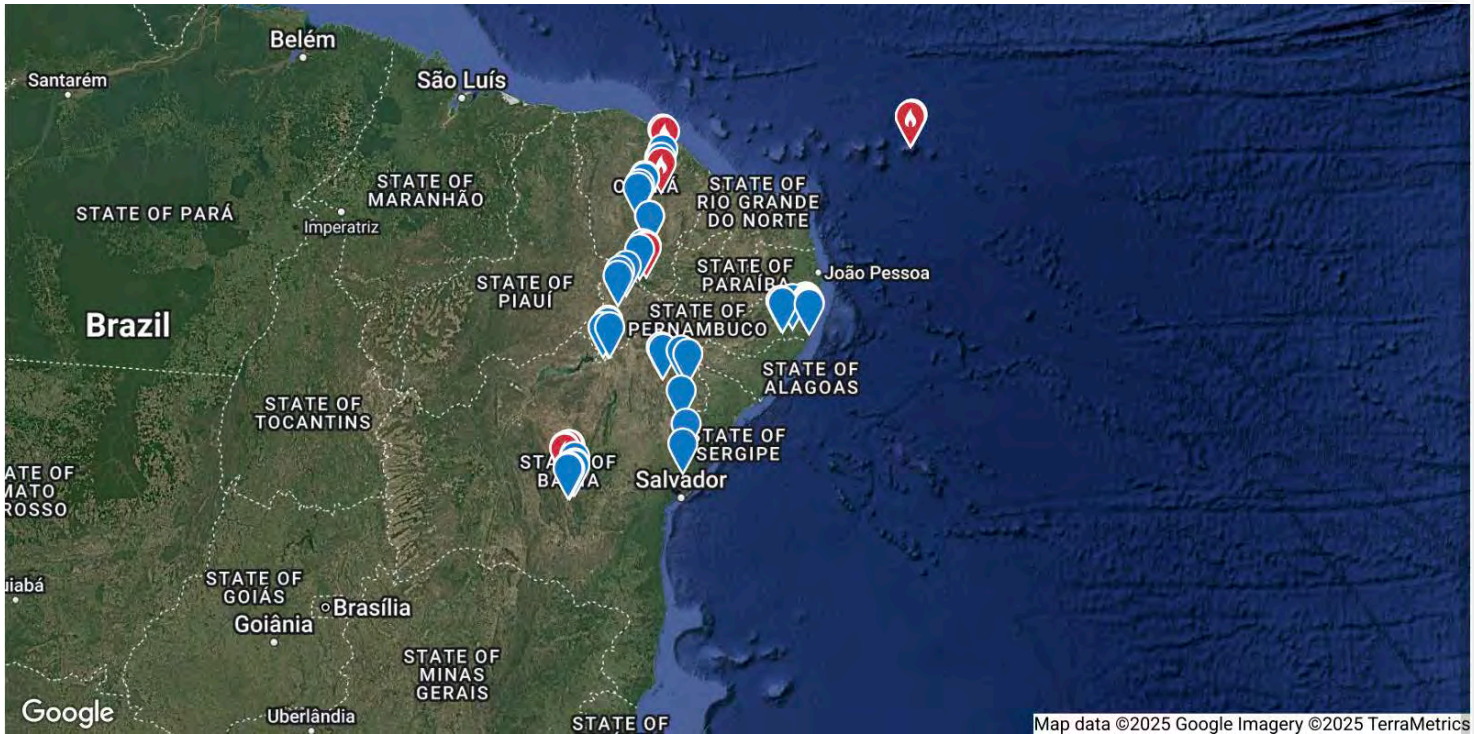 Belém
Santarém
São Luís
STATE OF
MARANHÃO
STATE OF PARÁ
Imperatriz
STATE OF
RIO GRANDE
DO NORTE
STATE OF
PIAUÍ
STATE OF
PARAÍBA
João Pessoa
Brazil
STATE OF
PERNAMBUCO
STATE OF
ALAGOAS
STATE OF
TOCANTINS
STATE OF
SERGIPE
Salvador
STATE OF
GOIÁS
Brasília
Goiânia
STATE OF
MINAS
GERAIS
Uberlândia
STATE OF
Google
Map data ©2025 Google Imagery ©2025 TerraMetrics